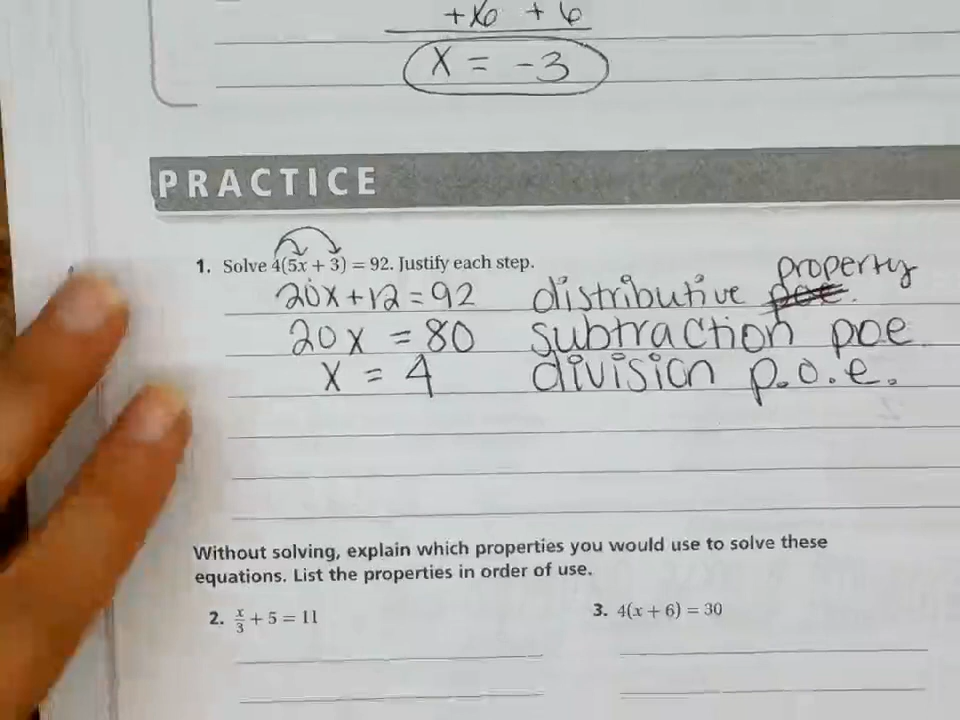 +x6 + 6
x = -3
PRACTICE
1. Solve 4(5x + 3) = 92. Justify each step.
property
20x+12=92 distributive poe.
20x = 80 subtraction poe
x = 4 division p.o.e.
Without solving, explain which properties you would use to solve these
equations. List the properties in order of use.
2. x/3 + 5 = 11 3. 4(x + 6) = 30